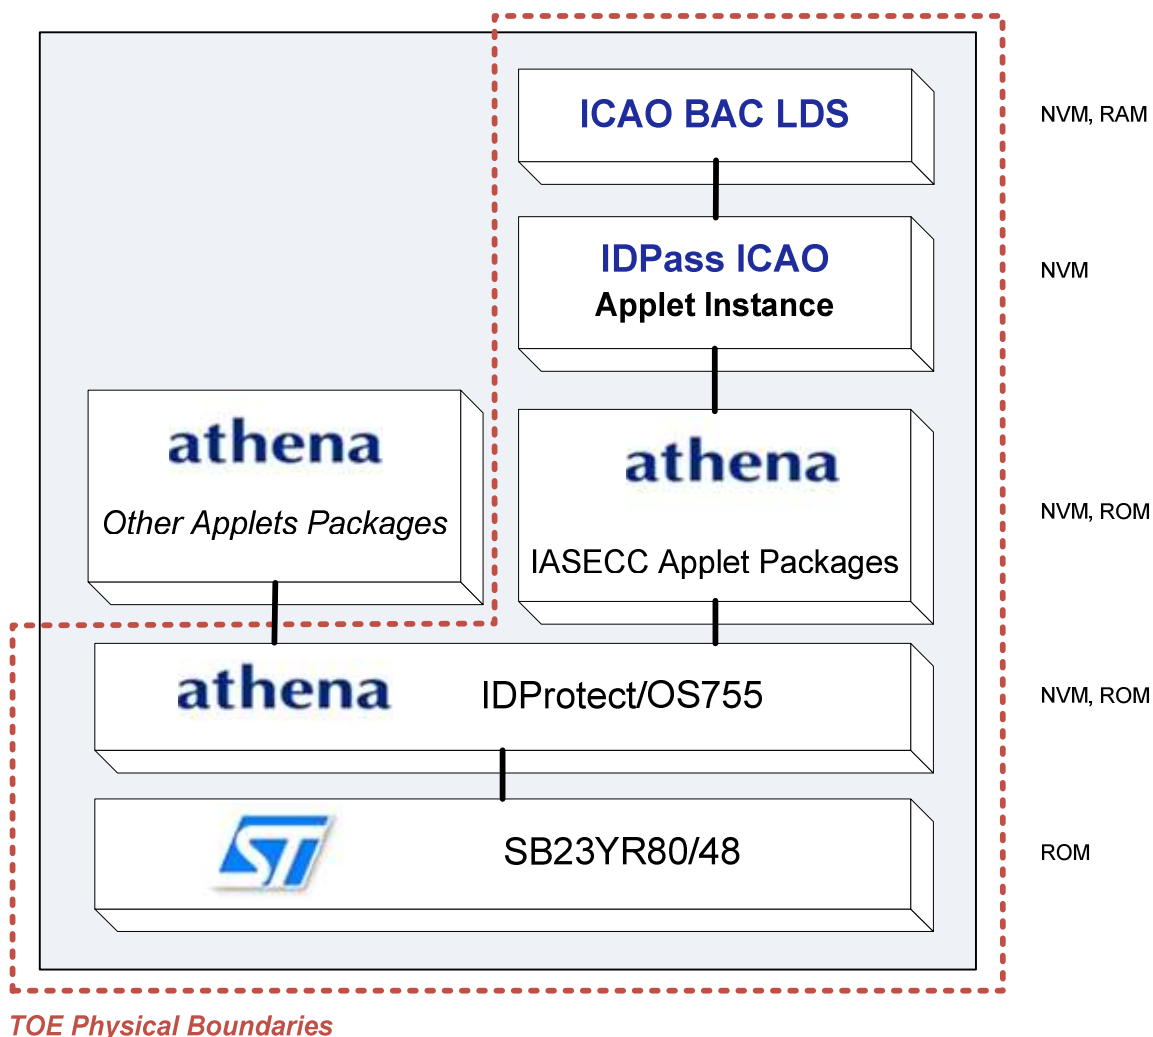 ICAO BAC LDS
NVM, RAM
IDPass ICAO
Applet Instance
NVM
athena
Other Applets Packages
athena
IASECC Applet Packages
NVM, ROM
athena
IDProtect/OS755
NVM, ROM
ST
SB23YR80/48
ROM
TOE Physical Boundaries